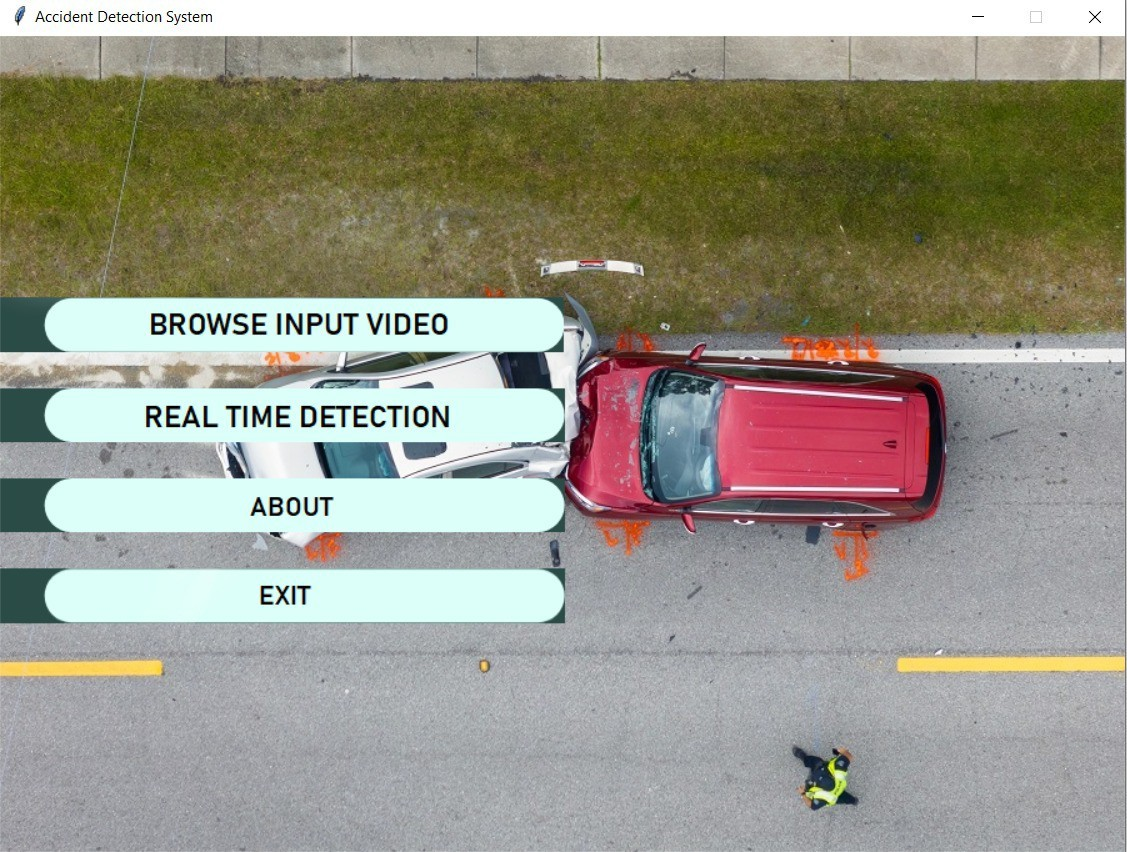 Accident Detection System
BROWSE INPUT VIDEO
REAL TIME DETECTION
ABOUT
EXIT